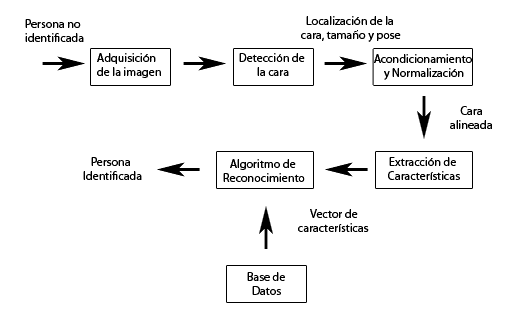 Persona no
identificada
Adquisición
de la imagen
Detección de
la cara
Localización de la
cara, tamaño y pose
Acondicionamiento
y Normalización
Cara
alineada
Extracción de
Características
Algoritmo de
Reconocimiento
Persona
Identificada
Vector de
características
Base de
Datos